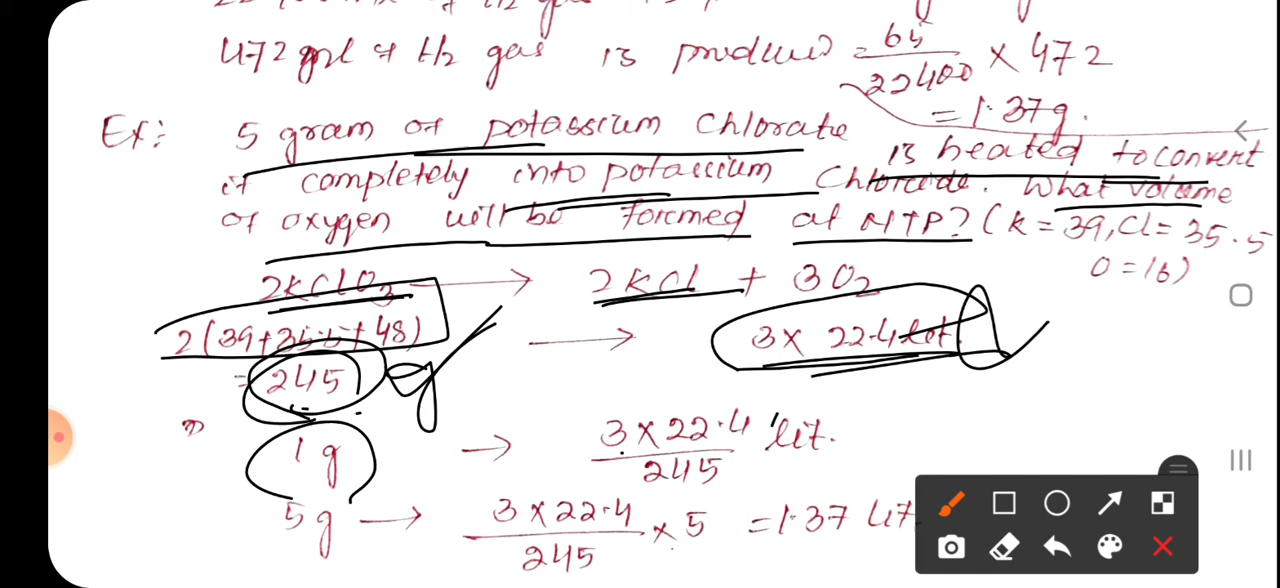 472 ml of H2 gas is produced = 65/22400 × 472
= 1.37g.
Ex: 5 gram of potassium Chlorate is heated to convert
it completely into potassium Chloride. What volume
of oxygen will be formed at NTP? (K = 39, Cl = 35.5
O = 16)
2KClO3 → 2KCl + 3O2
2(39+35.5+48) → 3 × 22.4 lit.
= 245 g
1 g → 3 × 22.4 / 245 lit.
5 g → 3 × 22.4 / 245 × 5 = 1.37 lit